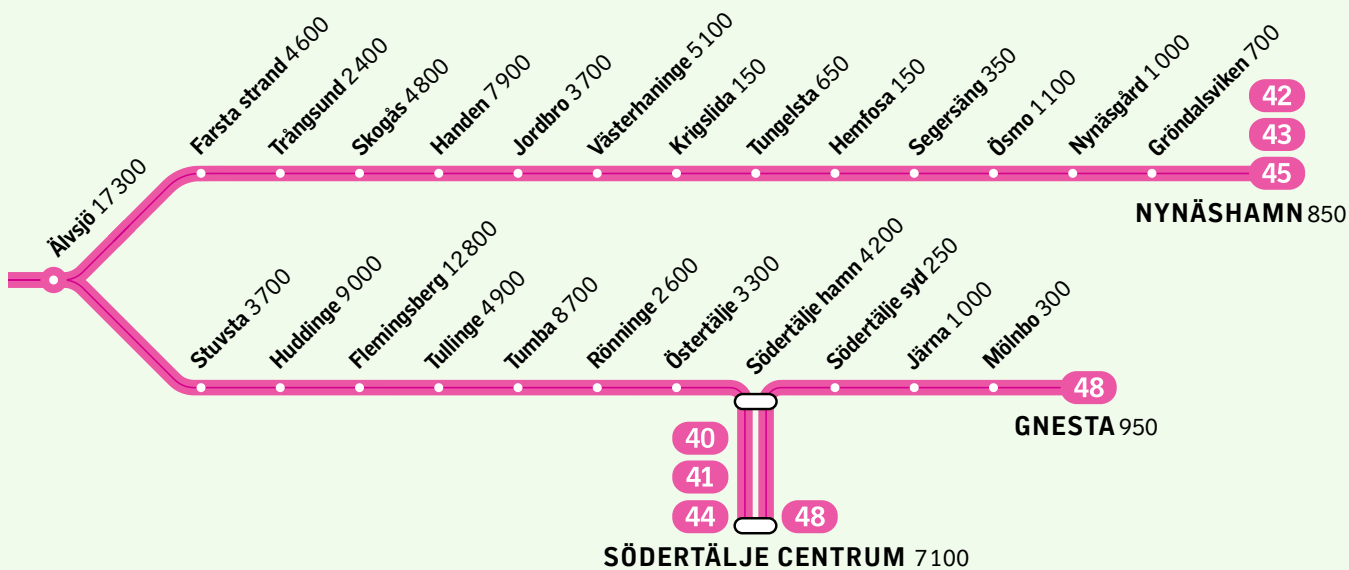 Älvsjö 17 300
Farsta strand 4 600
Trångsund 2 400
Skogås 4 800
Handen 7 900
Jordbro 3 700
Västerhaninge 5 100
Krigslida 150
Tungelsta 650
Hemfosa 150
Segersäng 350
Ösmo 1 100
Nynäsgård 1 000
Gröndalsviken 700
42
43
45
NYNÄSHAMN 850
Stuvsta 3 700
Huddinge 9 000
Flemingsberg 12 800
Tullinge 4 900
Tumba 8 700
Rönninge 2 600
Östertälje 3 300
Södertälje hamn 4 200
Södertälje syd 250
Järna 1 000
Mölnbo 300
48
GNESTA 950
40
41
44
48
SÖDERTÄLJE CENTRUM 7100